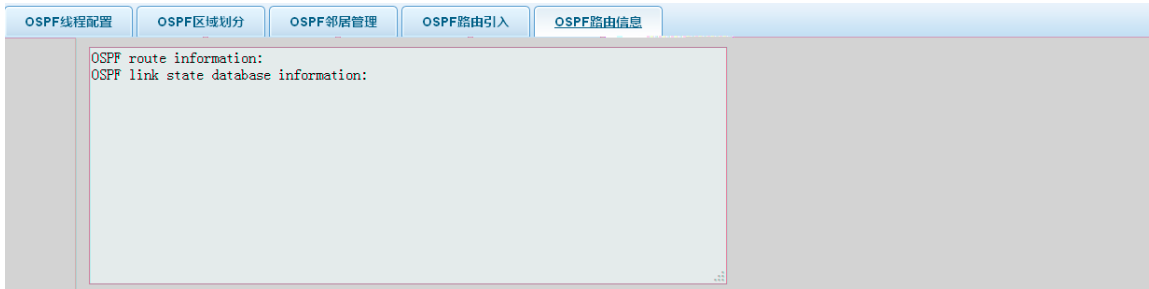 OSPF线程配置 OSPF区域划分 OSPF邻居管理 OSPF路由引入 OSPF路由信息
OSPF route information:
OSPF link state database information: